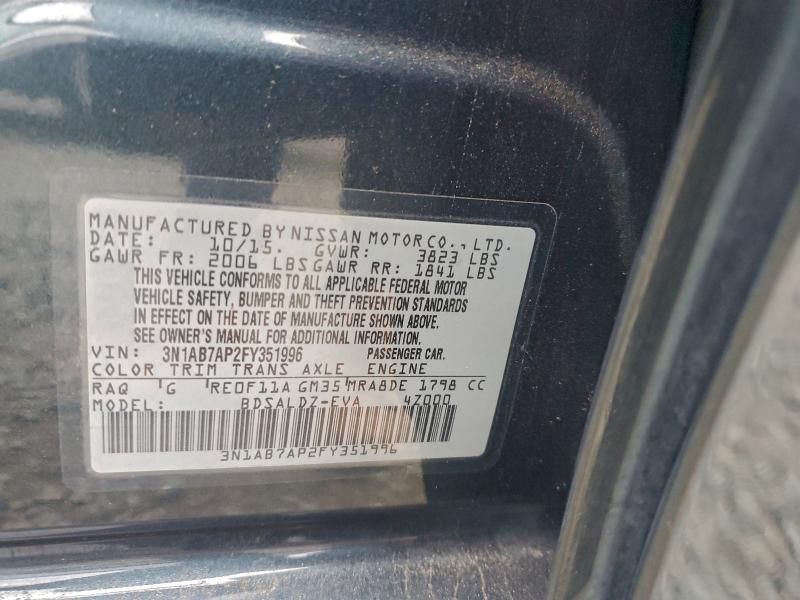 MANUFACTURED BY NISSAN MOTOR CO., LTD.
DATE: 10/15. GVWR: 3823 LBS
GAWR FR: 2006 LBS GAWR RR: 1841 LBS
THIS VEHICLE CONFORMS TO ALL APPLICABLE FEDERAL MOTOR
VEHICLE SAFETY, BUMPER AND THEFT PREVENTION STANDARDS
IN EFFECT ON THE DATE OF MANUFACTURE SHOWN ABOVE.
SEE OWNER'S MANUAL FOR ADDITIONAL INFORMATION.
VIN: 3N1AB7AP2FY351996 PASSENGER CAR.
COLOR TRIM TRANS AXLE ENGINE
RAQ G RE0F11A GM35 MRA8DE 1798 CC
MODEL: BDSALDZ-EVA 4Z000
3N1AB7AP2FY351996